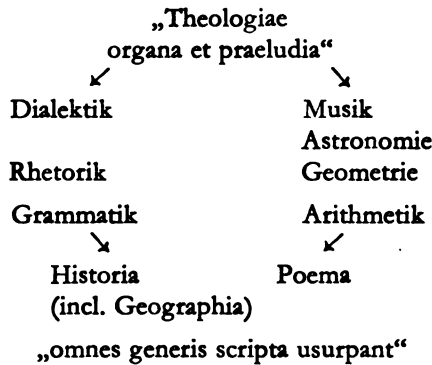 „Theologiae
organa et praeludia“
Dialektik Musik
Astronomie
Rhetorik Geometrie
Grammatik Arithmetik
Historia Poema
(incl. Geographia)
„omnes generis scripta usurpant“